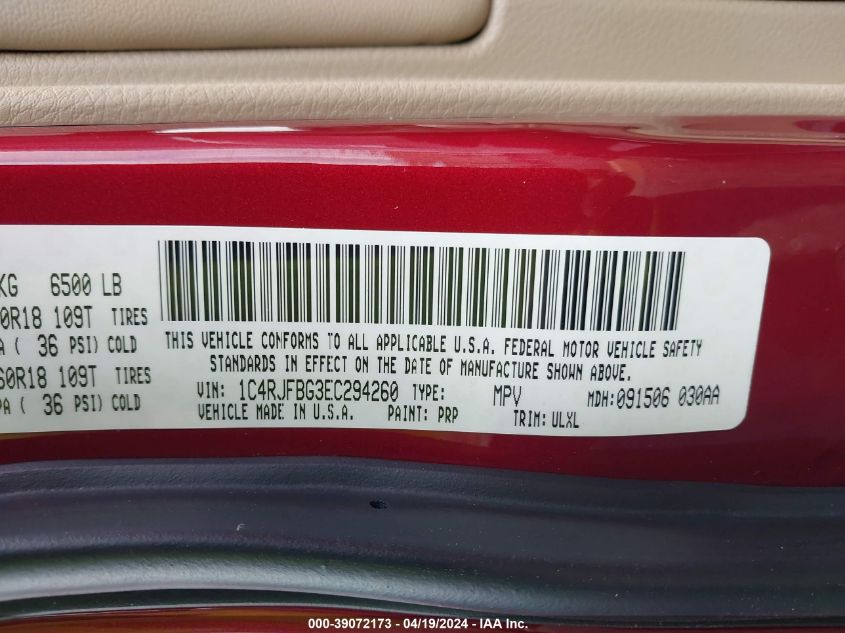 KG 6500 LB
0R18 109T TIRES
A ( 36 PSI) COLD
60R18 109T TIRES
PA ( 36 PSI) COLD
THIS VEHICLE CONFORMS TO ALL APPLICABLE U.S.A. FEDERAL MOTOR VEHICLE SAFETY
STANDARDS IN EFFECT ON THE DATE OF MANUFACTURE SHOWN ABOVE.
VIN: 1C4RJFBG3EC294260 TYPE: MPV MDH:091506 030AA
VEHICLE MADE IN U.S.A. PAINT: PRP TRIM: ULXL
000-39072173 - 04/19/2024 - IAA Inc.